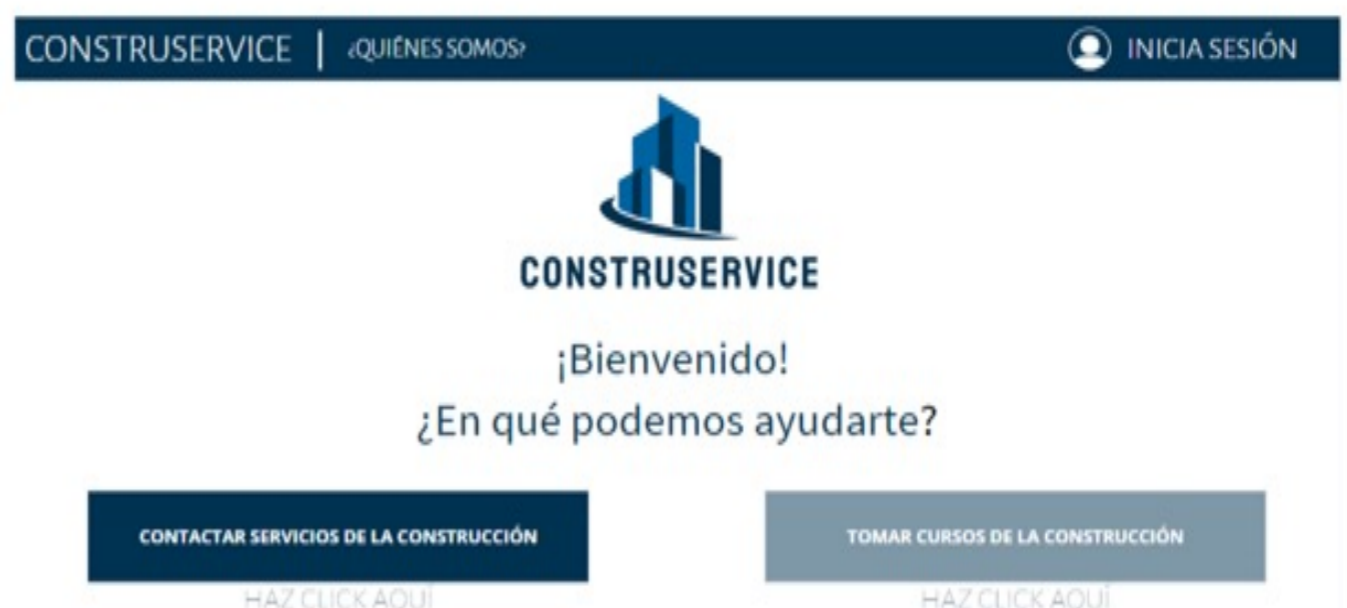 CONSTRUSERVICE | ¿QUIÉNES SOMOS? INICIA SESIÓN
CONSTRUSERVICE
¡Bienvenido!
¿En qué podemos ayudarte?
CONTACTAR SERVICIOS DE LA CONSTRUCCIÓN TOMAR CURSOS DE LA CONSTRUCCIÓN
HAZ CLICK AQUÍ HAZ CLICK AQUÍ